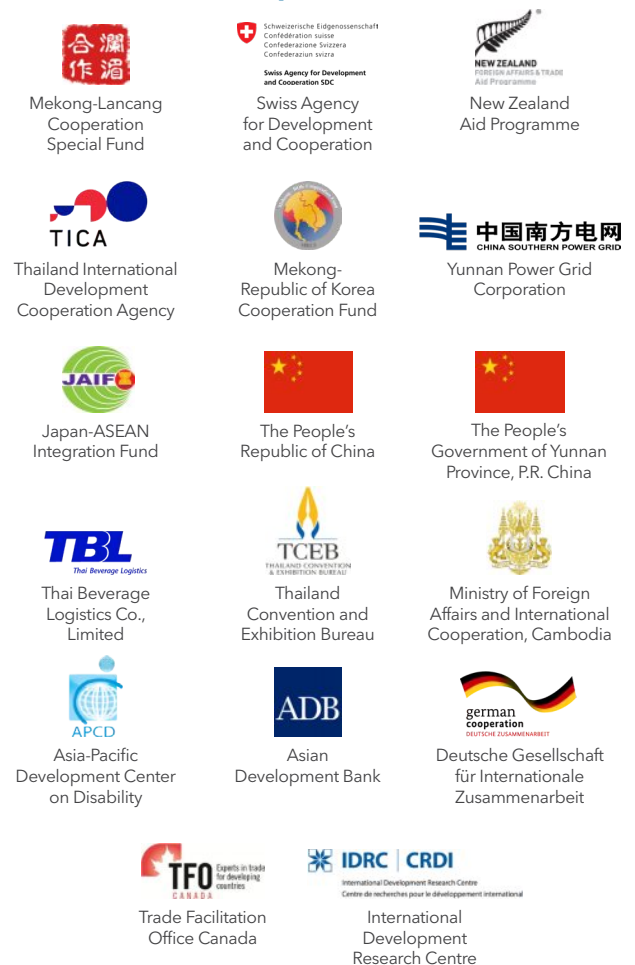 合瀾
作湄
Mekong-Lancang
Cooperation
Special Fund
Schweizerische Eidgenossenschaft
Confédération suisse
Confederazione Svizzera
Confederaziun svizra
Swiss Agency for Development
and Cooperation SDC
Swiss Agency
for Development
and Cooperation
®
NEW ZEALAND
FOREIGN AFFAIRS & TRADE
Aid Programme
New Zealand
Aid Programme
TICA
Thailand International
Development
Cooperation Agency
Mekong-
Republic of Korea
Cooperation Fund
中国南方电网
CHINA SOUTHERN POWER GRID
Yunnan Power Grid
Corporation
JAIF
Japan-ASEAN
Integration Fund
The People's
Republic of China
The People's
Government of Yunnan
Province, P.R. China
TBL
Thai Beverage Logistics
Thai Beverage
Logistics Co.,
Limited
TCEB
THAILAND CONVENTION
& EXHIBITION BUREAU
Thailand
Convention and
Exhibition Bureau
Ministry of Foreign
Affairs and International
Cooperation, Cambodia
APCD
Asia-Pacific
Development Center
on Disability
ADB
Asian
Development Bank
german
cooperation
DEUTSCHE ZUSAMMENARBEIT
Deutsche Gesellschaft
für Internationale
Zusammenarbeit
TFO
CANADA
Experts in trade
for developing
countries
Trade Facilitation
Office Canada
IDRC | CRDI
International Development Research Centre
Centre de recherches pour le développement international
International
Development
Research Centre